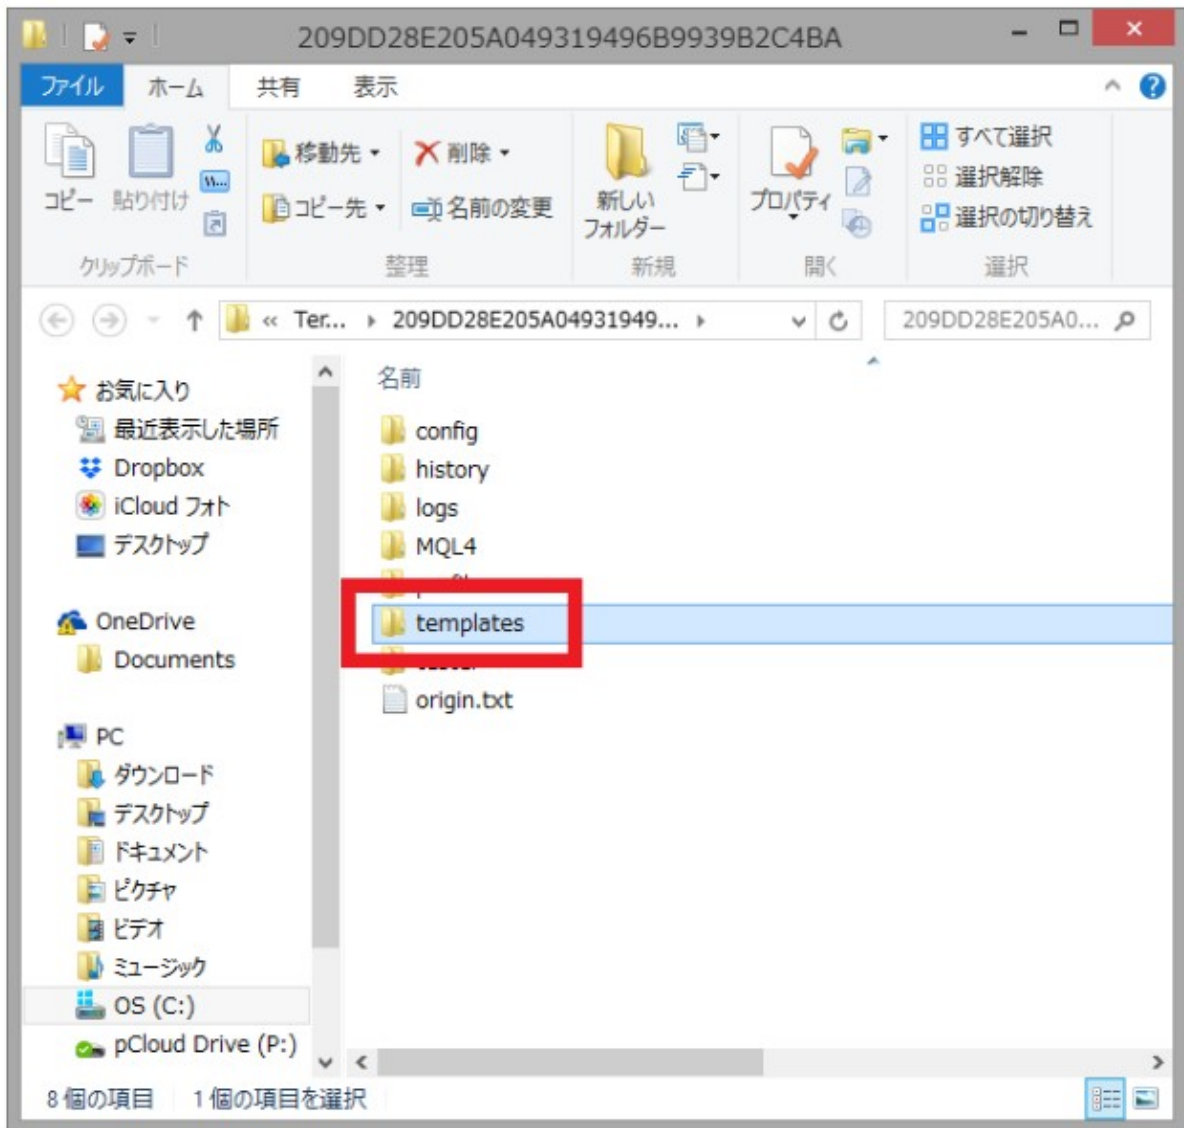 209DD28E205A049319496B9939B2C4BA
ファイル ホーム 共有 表示
コピー 貼り付け
クリップボード
移動先 削除
コピー先 名前の変更
整理
新しい
フォルダー
新規
プロパティ
開く
すべて選択
選択解除
選択の切り替え
選択
« Ter... 209DD28E205A04931949... 209DD28E205A0...
お気に入り
最近表示した場所
Dropbox
iCloud フォト
デスクトップ
OneDrive
Documents
PC
ダウンロード
デスクトップ
ドキュメント
ピクチャ
ビデオ
ミュージック
OS (C:)
pCloud Drive (P:)
名前
config
history
logs
MQL4
templates
origin.txt
8 個の項目 1 個の項目を選択